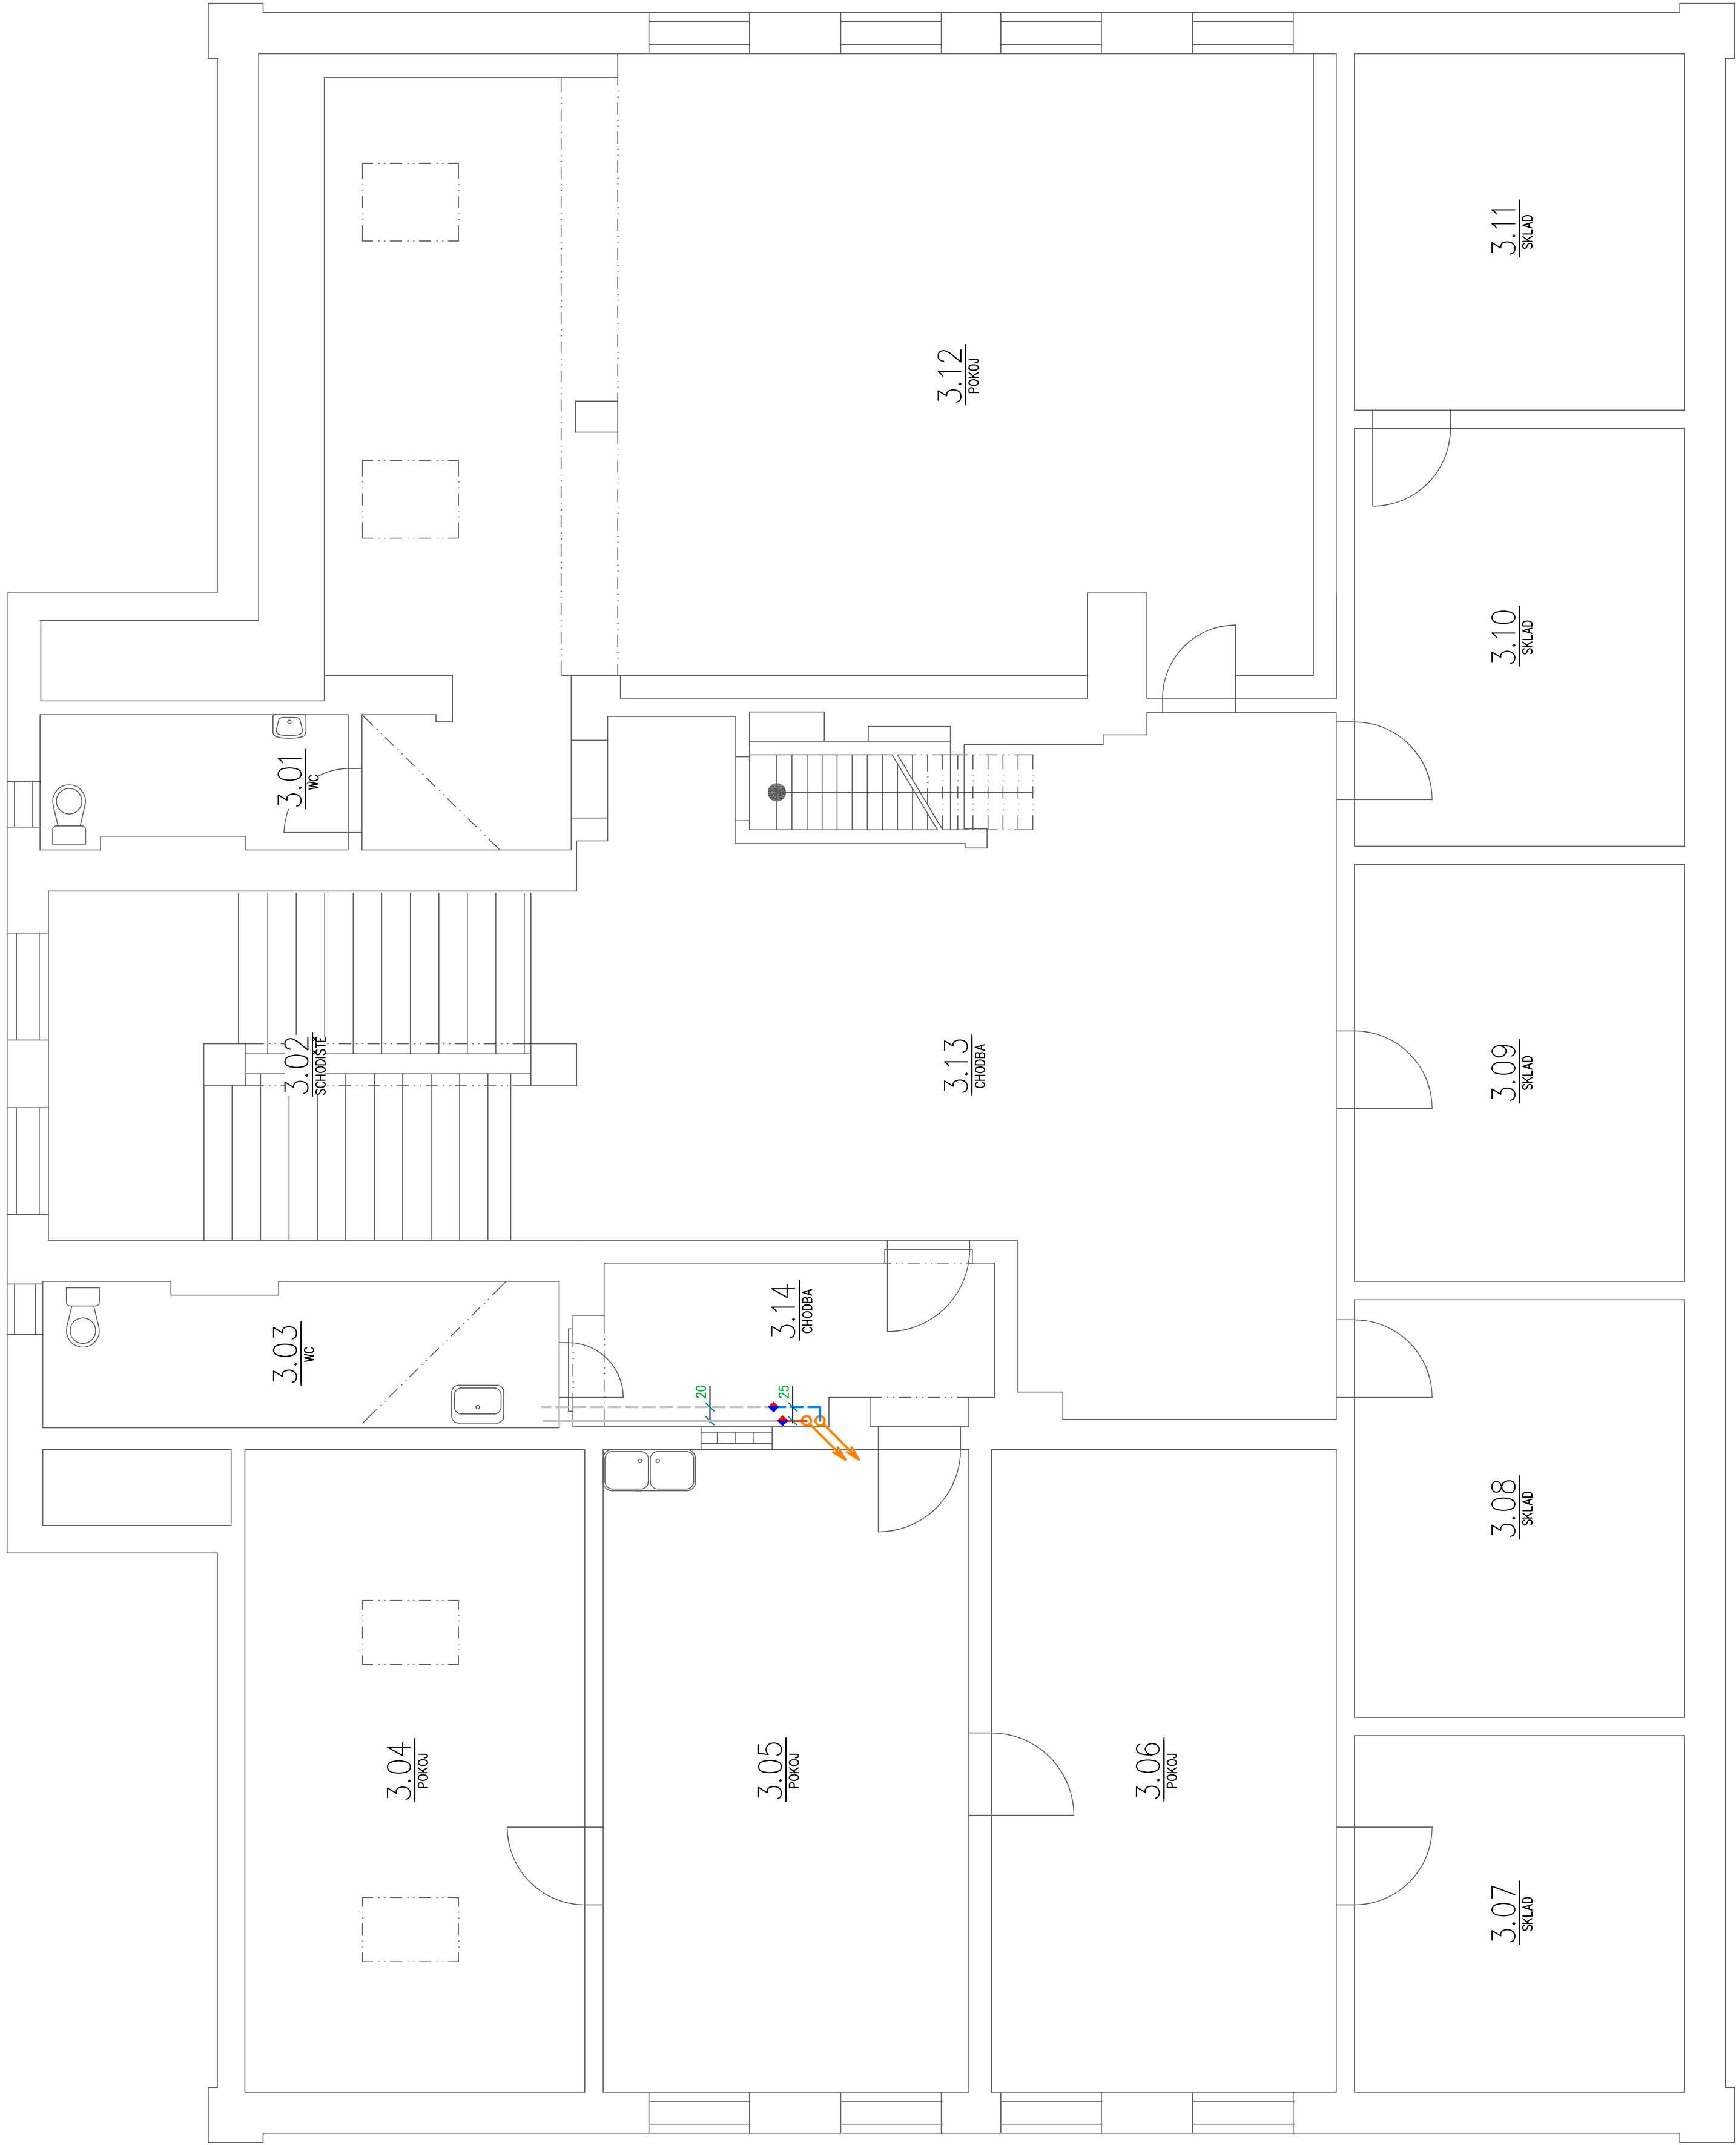 3.01
WC
3.02
SCHODIŠTĚ
3.03
WC
3.04
POKOJ
3.05
POKOJ
3.06
POKOJ
3.07
SKLAD
3.08
SKLAD
3.09
SKLAD
3.10
SKLAD
3.11
SKLAD
3.12
POKOJ
3.13
CHODBA
3.14
CHODBA
20
25